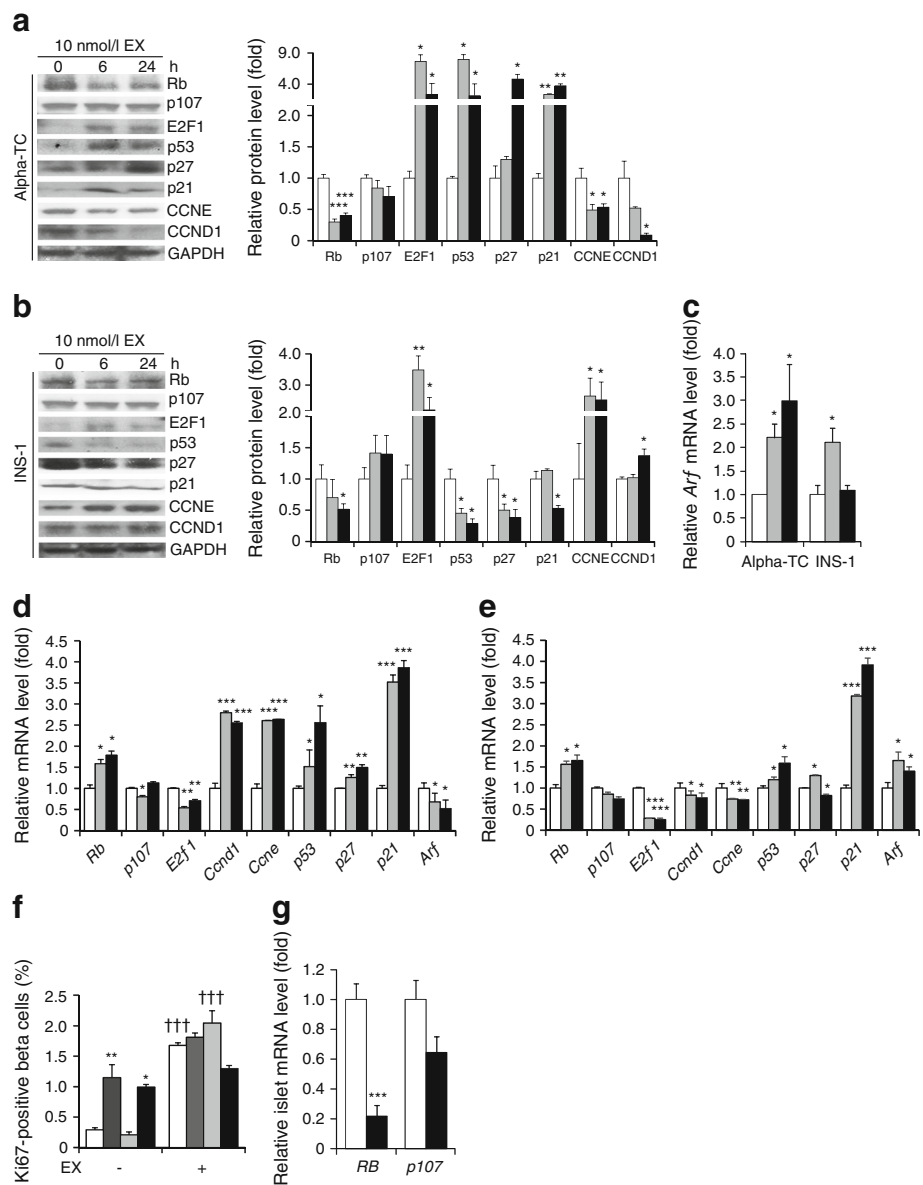 a
10 nmol/l EX
0 6 24 h
Alpha-TC
Rb
p107
E2F1
p53
p27
p21
CCNE
CCND1
GAPDH
Relative protein level (fold)
9.0
4.0
2.0
1.0
0.5
0
*** *** * * * * * ** ** * * *
Rb p107 E2F1 p53 p27 p21 CCNE CCND1
b
10 nmol/l EX
0 6 24 h
INS-1
Rb
p107
E2F1
p53
p27
p21
CCNE
CCND1
GAPDH
Relative protein level (fold)
4.0
3.0
2.0
1.5
1.0
0.5
0
* ** * * * * * * * * *
Rb p107 E2F1 p53 p27 p21 CCNE CCND1
c
Relative Arf mRNA level (fold)
4.0
3.5
3.0
2.5
2.0
1.5
1.0
0.5
0
* * *
Alpha-TC INS-1
d
Relative mRNA level (fold)
4.5
4.0
3.5
3.0
2.5
2.0
1.5
1.0
0.5
0
* * * ** ** *** *** *** *** * * ** ** *** *** * *
Rb p107 E2f1 Ccnd1 Ccne p53 p27 p21 Arf
e
Relative mRNA level (fold)
4.5
4.0
3.5
3.0
2.5
2.0
1.5
1.0
0.5
0
* * *** *** * * ** * * * * *** *** * *
Rb p107 E2f1 Ccnd1 Ccne p53 p27 p21 Arf
f
Ki67-positive beta cells (%)
2.5
2.0
1.5
1.0
0.5
0
** * ††† †††
EX - +
g
Relative islet mRNA level (fold)
1.2
1.0
0.8
0.6
0.4
0.2
0
***
RB p107